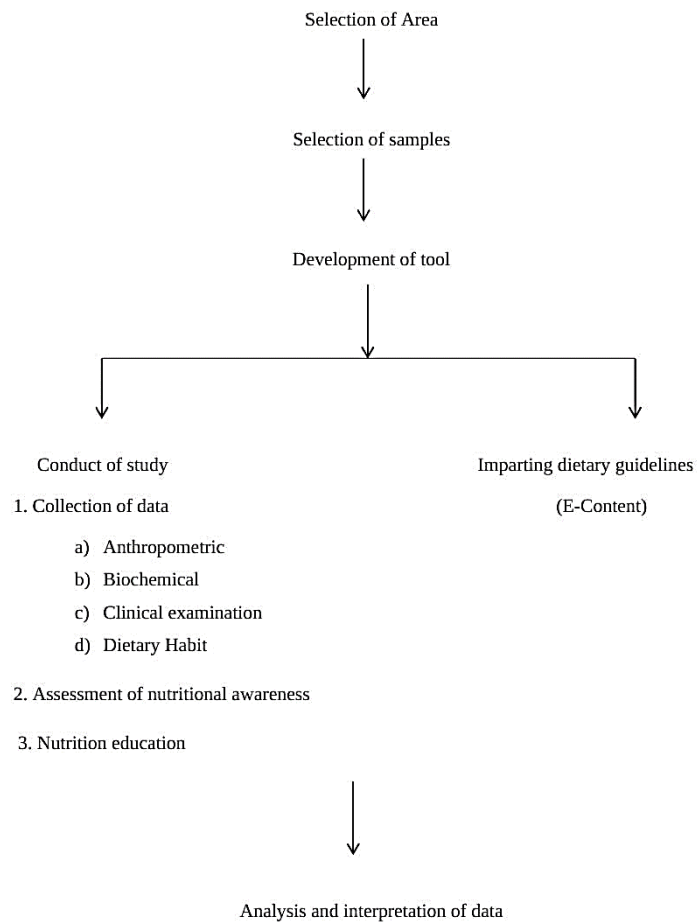 Selection of Area
Selection of samples
Development of tool
Conduct of study
Imparting dietary guidelines
1. Collection of data
(E-Content)
a) Anthropometric
b) Biochemical
c) Clinical examination
d) Dietary Habit
2. Assessment of nutritional awareness
3. Nutrition education
Analysis and interpretation of data